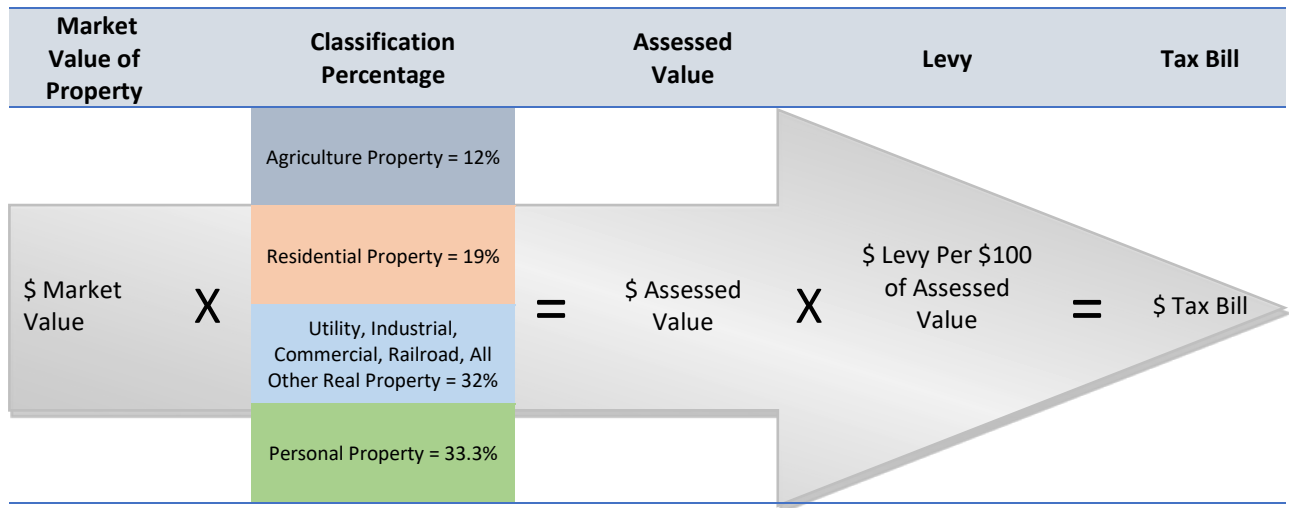 Market
Value of
Property
Classification
Percentage
Assessed
Value
Levy
Tax Bill
Agriculture Property = 12%
Residential Property = 19%
Utility, Industrial,
Commercial, Railroad, All
Other Real Property = 32%
Personal Property = 33.3%
$ Market
Value
X
=
$ Assessed
Value
X
$ Levy Per $100
of Assessed
Value
=
$ Tax Bill